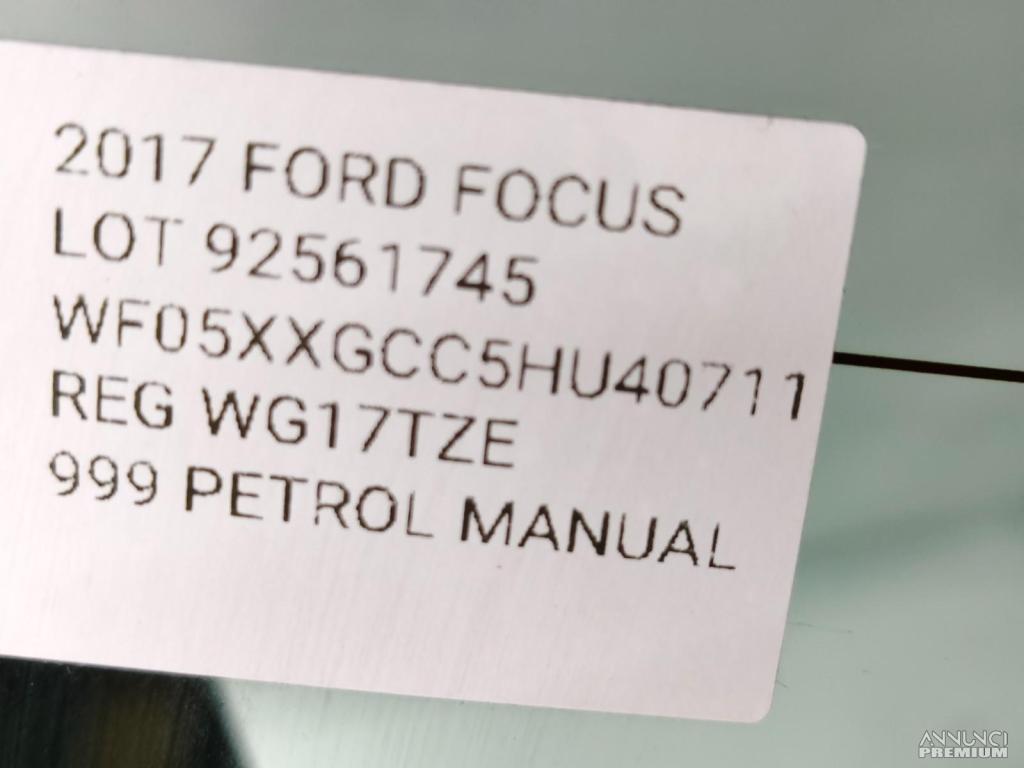 2017 FORD FOCUS
LOT 92561745
WF05XXGCC5HU40711
REG WG17TZE
999 PETROL MANUAL
ANNUNCI
PREMIUM